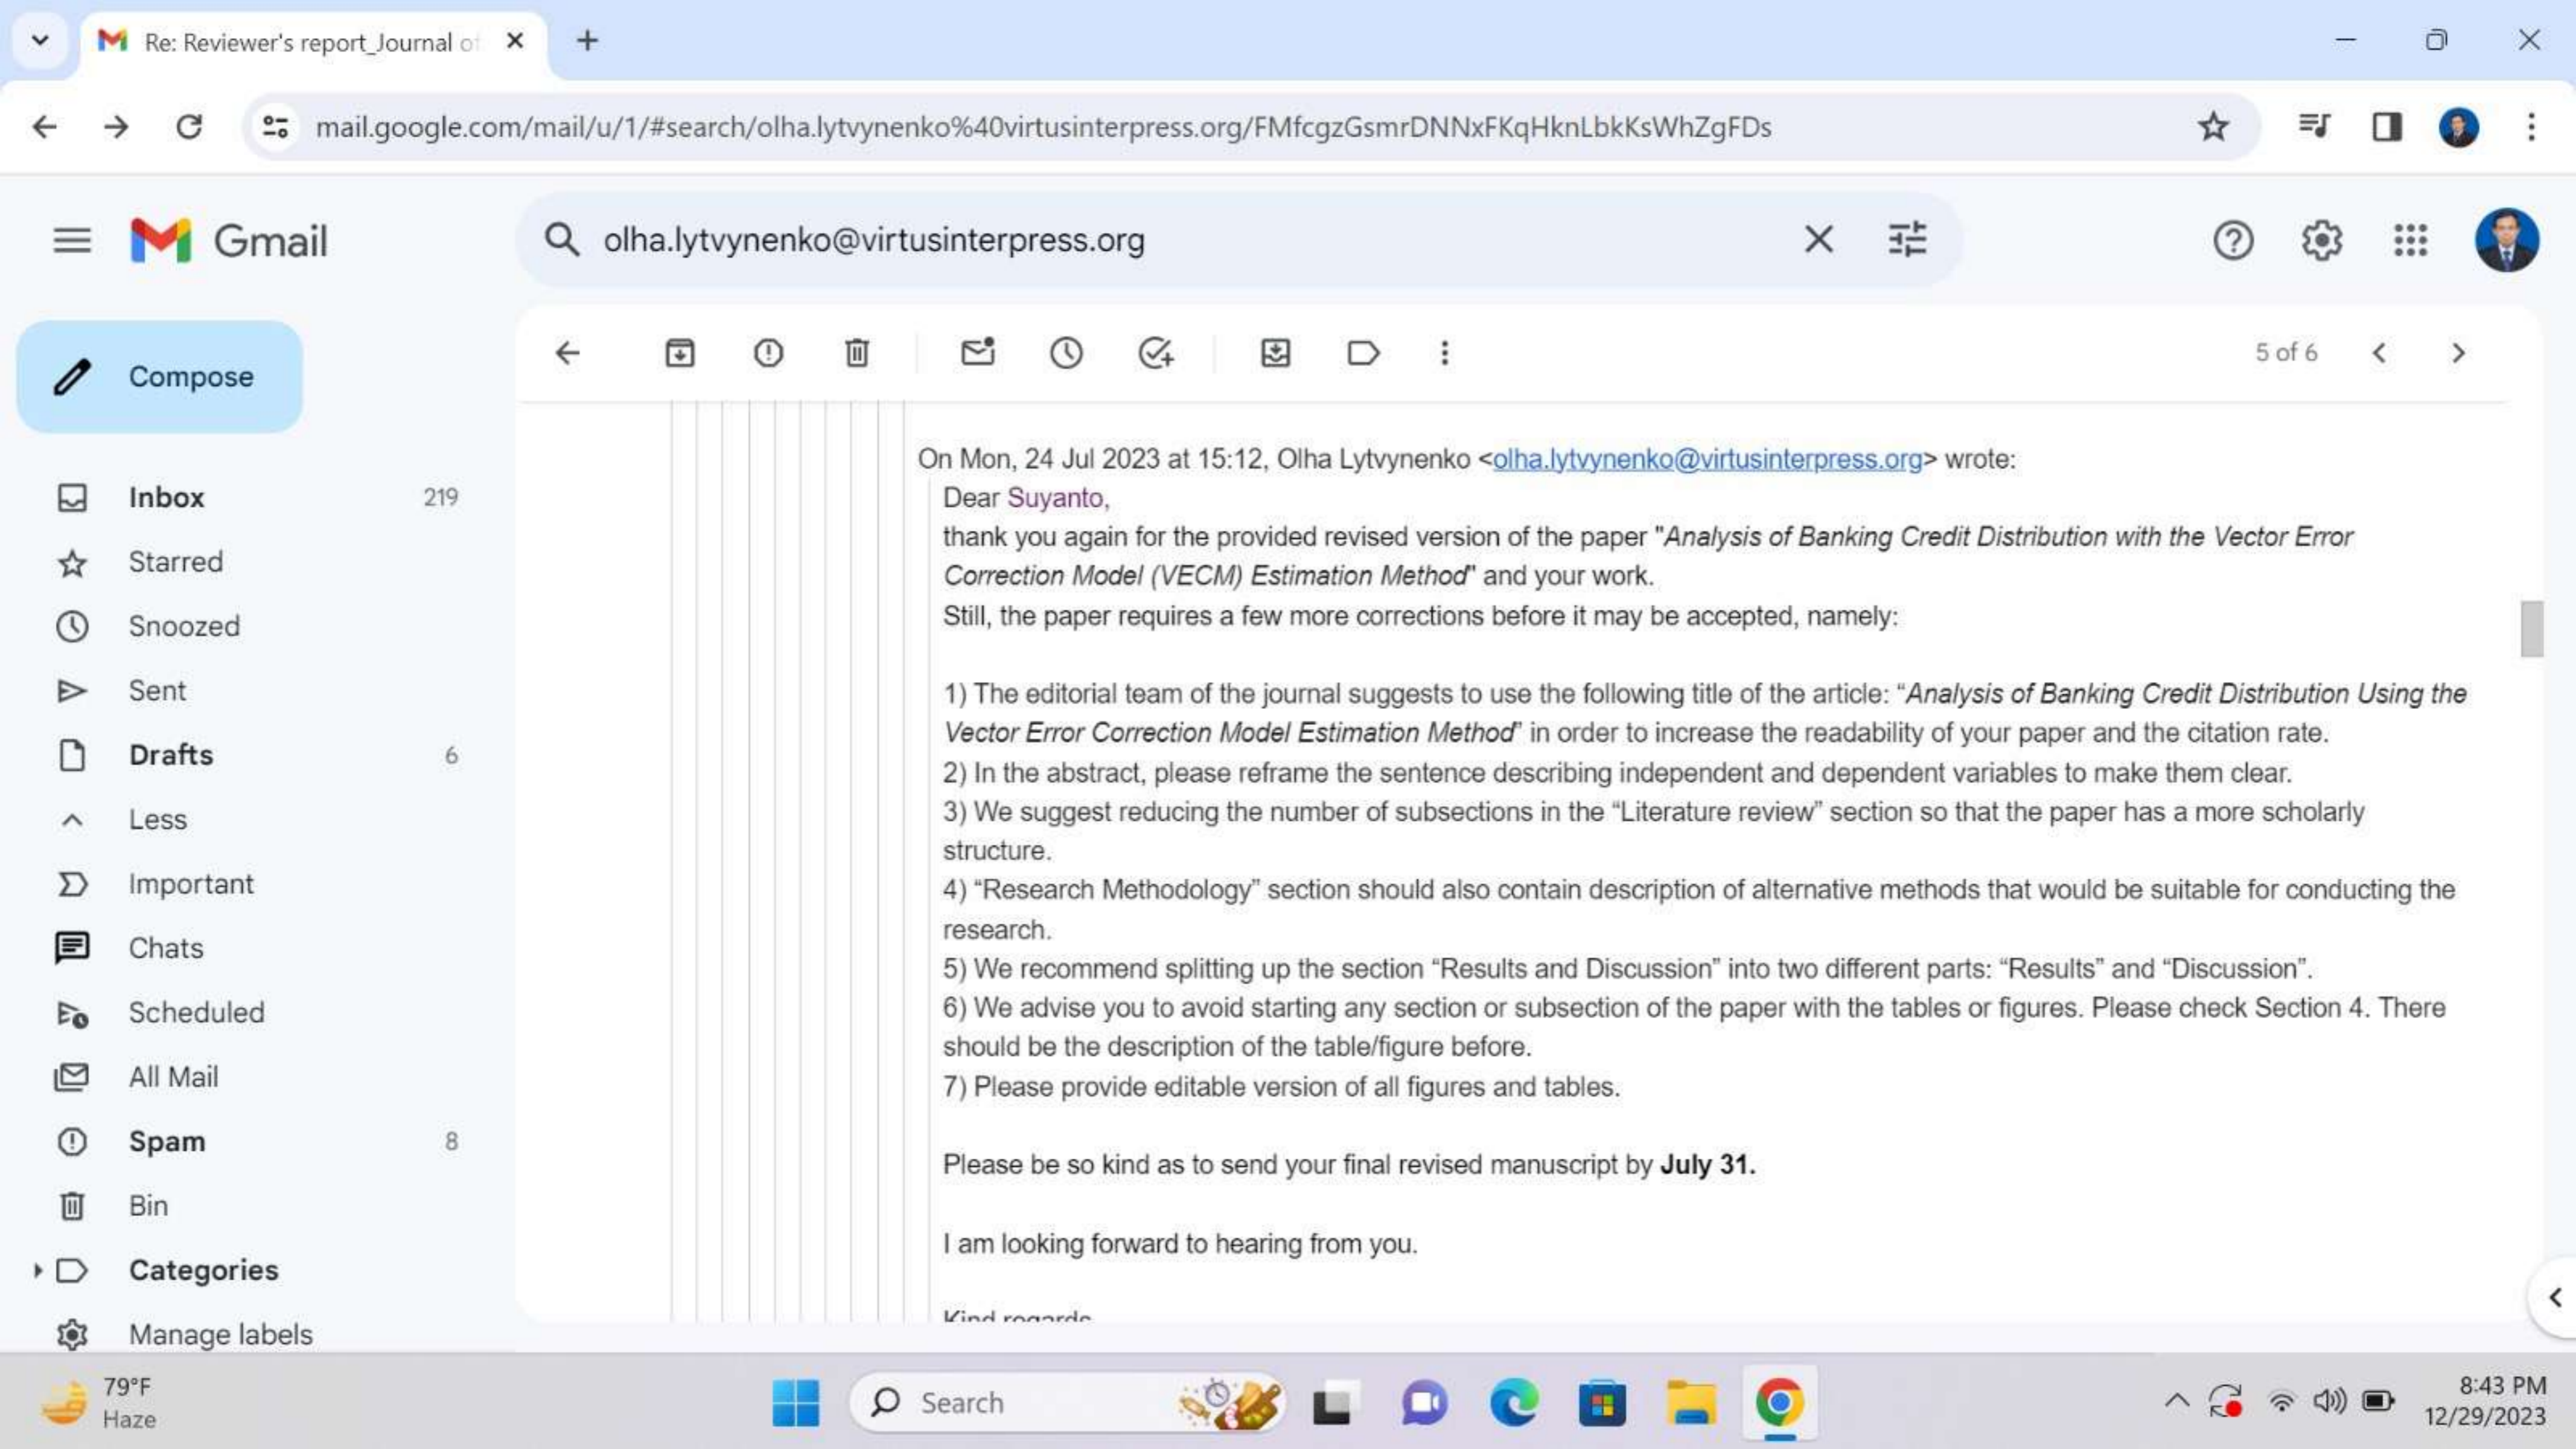 Re: Reviewer's report_Journal of
mail.google.com/mail/u/1/#search/olha.lytvynenko%40virtusinterpress.org/FMfcgzGsmrDNNxFKqHknLbkKsWhZgFDs
Gmail
olha.lytvynenko@virtusinterpress.org
Compose
5 of 6
Inbox 219
Starred
Snoozed
Sent
Drafts 6
Less
Important
Chats
Scheduled
All Mail
Spam 8
Bin
Categories
Manage labels
On Mon, 24 Jul 2023 at 15:12, Olha Lytvynenko <olha.lytvynenko@virtusinterpress.org> wrote:
Dear Suyanto,
thank you again for the provided revised version of the paper "Analysis of Banking Credit Distribution with the Vector Error
Correction Model (VECM) Estimation Method" and your work.
Still, the paper requires a few more corrections before it may be accepted, namely:
1) The editorial team of the journal suggests to use the following title of the article: “Analysis of Banking Credit Distribution Using the
Vector Error Correction Model Estimation Method” in order to increase the readability of your paper and the citation rate.
2) In the abstract, please reframe the sentence describing independent and dependent variables to make them clear.
3) We suggest reducing the number of subsections in the “Literature review” section so that the paper has a more scholarly
structure.
4) “Research Methodology” section should also contain description of alternative methods that would be suitable for conducting the
research.
5) We recommend splitting up the section “Results and Discussion” into two different parts: “Results” and “Discussion”.
6) We advise you to avoid starting any section or subsection of the paper with the tables or figures. Please check Section 4. There
should be the description of the table/figure before.
7) Please provide editable version of all figures and tables.
Please be so kind as to send your final revised manuscript by July 31.
I am looking forward to hearing from you.
Kind regards
79°F
Haze
Search
8:43 PM
12/29/2023